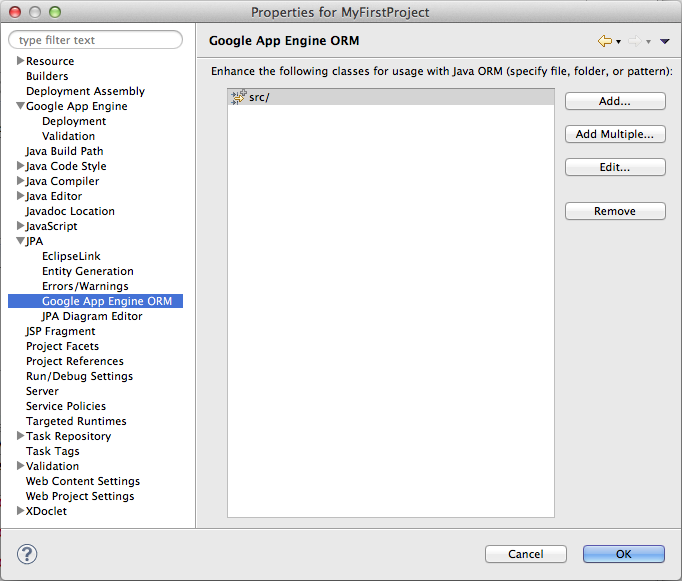 Properties for MyFirstProject
type filter text
Google App Engine ORM
Resource
Builders
Deployment Assembly
Google App Engine
Deployment
Validation
Java Build Path
Java Code Style
Java Compiler
Java Editor
Javadoc Location
JavaScript
JPA
EclipseLink
Entity Generation
Errors/Warnings
Google App Engine ORM
JPA Diagram Editor
JSP Fragment
Project Facets
Project References
Run/Debug Settings
Server
Service Policies
Targeted Runtimes
Task Repository
Task Tags
Validation
Web Content Settings
Web Project Settings
XDoclet
Enhance the following classes for usage with Java ORM (specify file, folder, or pattern):
src/
Add...
Add Multiple...
Edit...
Remove
?
Cancel
OK